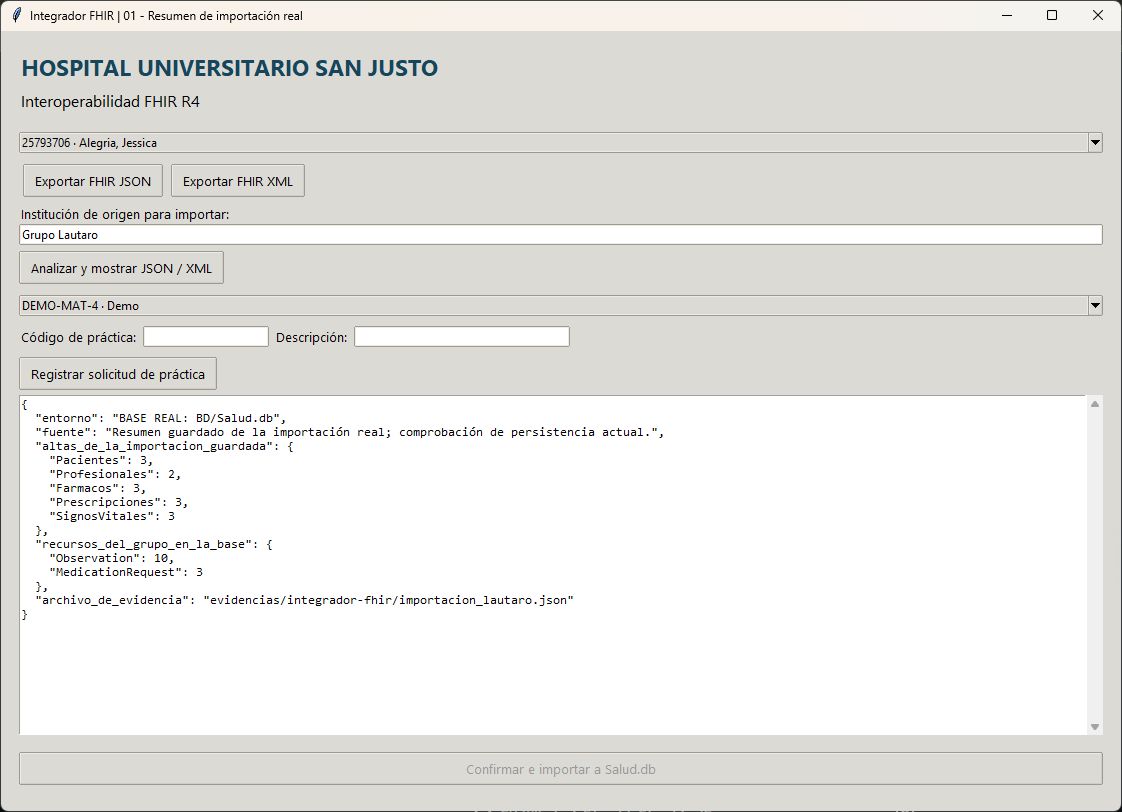 Integrador FHIR | 01 - Resumen de importación real
HOSPITAL UNIVERSITARIO SAN JUSTO
Interoperabilidad FHIR R4
25793706 · Alegria, Jessica
Exportar FHIR JSON Exportar FHIR XML
Institución de origen para importar:
Grupo Lautaro
Analizar y mostrar JSON / XML
DEMO-MAT-4 · Demo
Código de práctica: Descripción:
Registrar solicitud de práctica
{
  "entorno": "BASE REAL: BD/Salud.db",
  "fuente": "Resumen guardado de la importación real; comprobación de persistencia actual.",
  "altas_de_la_importacion_guardada": {
    "Pacientes": 3,
    "Profesionales": 2,
    "Farmacos": 3,
    "Prescripciones": 3,
    "SignosVitales": 3
  },
  "recursos_del_grupo_en_la_base": {
    "Observation": 10,
    "MedicationRequest": 3
  },
  "archivo_de_evidencia": "evidencias/integrador-fhir/importacion_lautaro.json"
}
Confirmar e importar a Salud.db